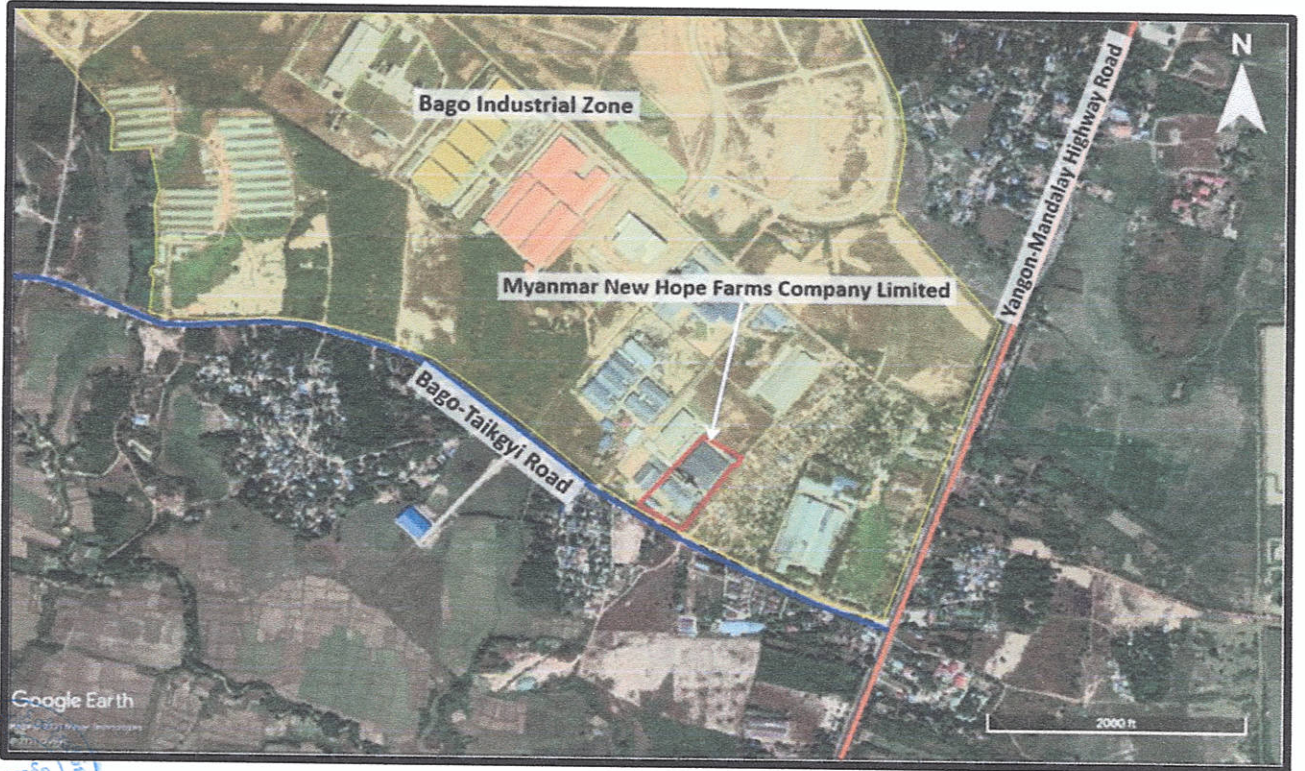 N
Bago Industrial Zone
Yangon-Mandalay Highway Road
Myanmar New Hope Farms Company Limited
Bago-Taikgyi Road
Google Earth
2000 ft